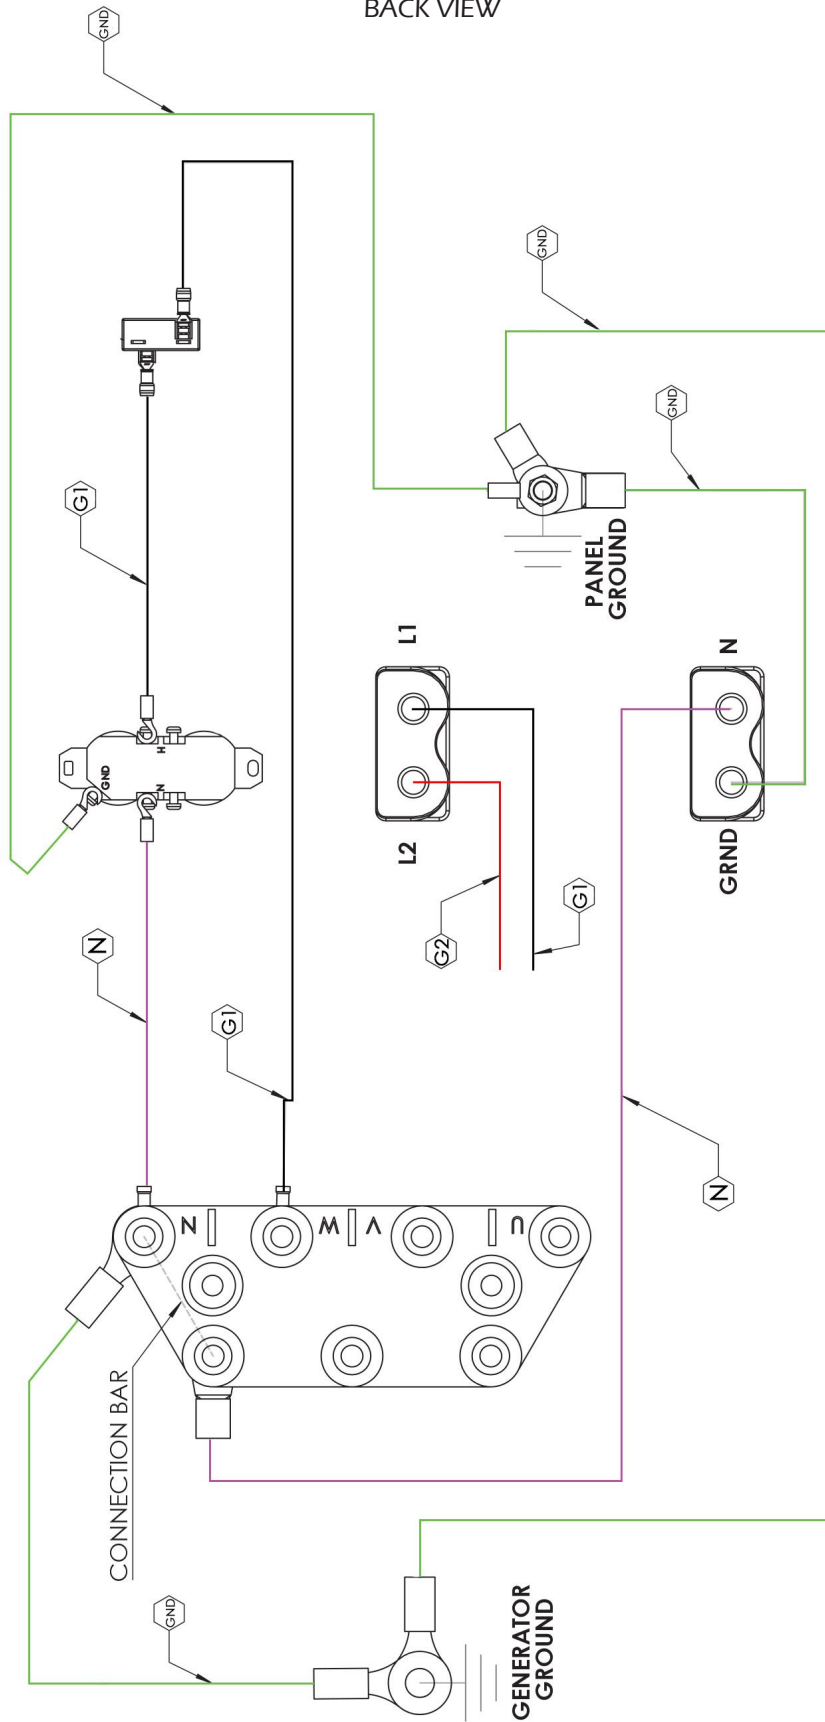 BACK VIEW
GND
GND
GND
G1
PANEL
GROUND
L1
N
H
N
GND
L2
GRND
G2
G1
N
G1
N
N
W
V
U
CONNECTION BAR
GND
GENERATOR
GROUND